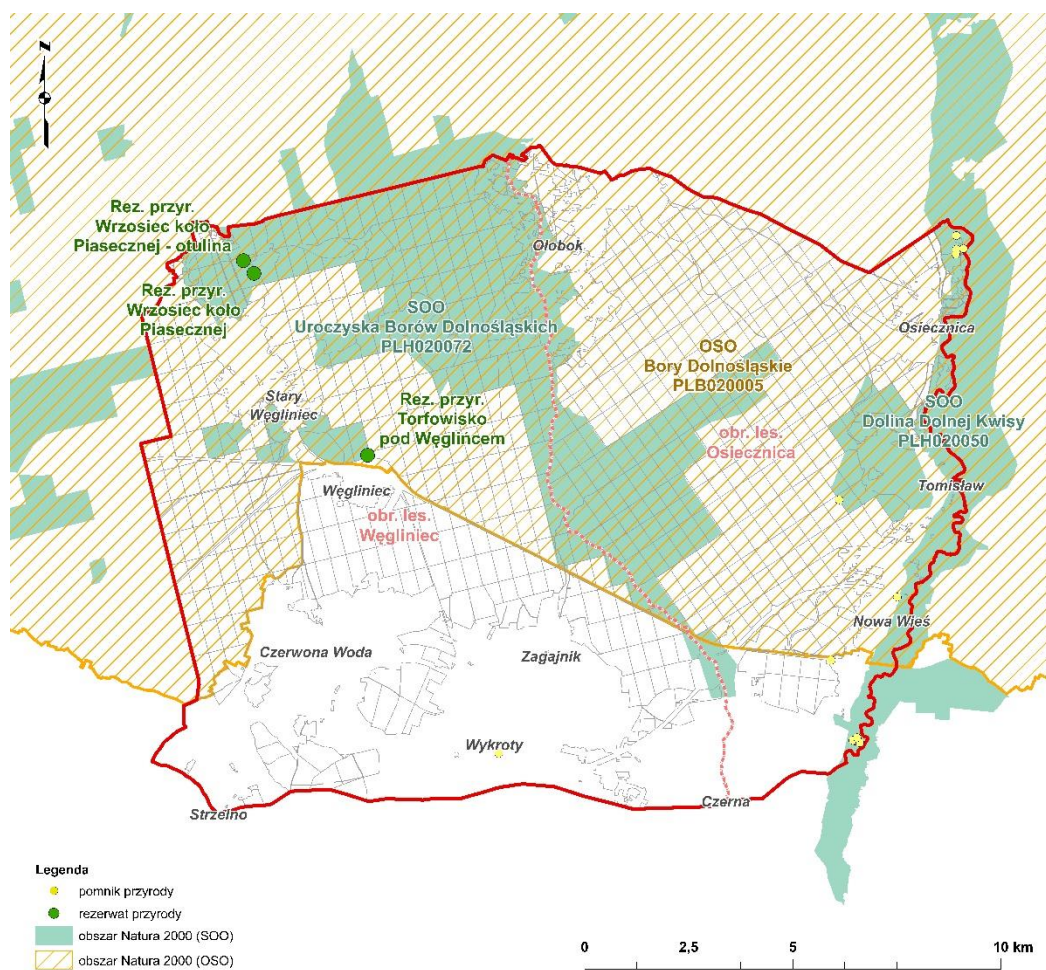 Z
Rez. przyr.
Wrzosiec koło
Piasecznej - otulina
Rez. przyr.
Wrzosiec koło
Piasecznej
Ołobok
SOO
Uroczyska Borów Dolnośląskich
PLH020072
Osiecznica
OSO
Bory Dolnośląskie
PLB020005
Stary
Węgliniec
Rez. przyr.
Torfowisko
pod Węglińcem
SOO
Dolina Dolnej Kwisy
PLH020050
obr. les.
Osiecznica
Tomisław
Węgliniec
obr. les.
Węgliniec
Nowa Wieś
Czerwona Woda
Zagajnik
Wykroty
Czerna
Strzelno
Legenda
pomnik przyrody
rezerwat przyrody
obszar Natura 2000 (SOO)
obszar Natura 2000 (OSO)
0 2,5 5 10 km